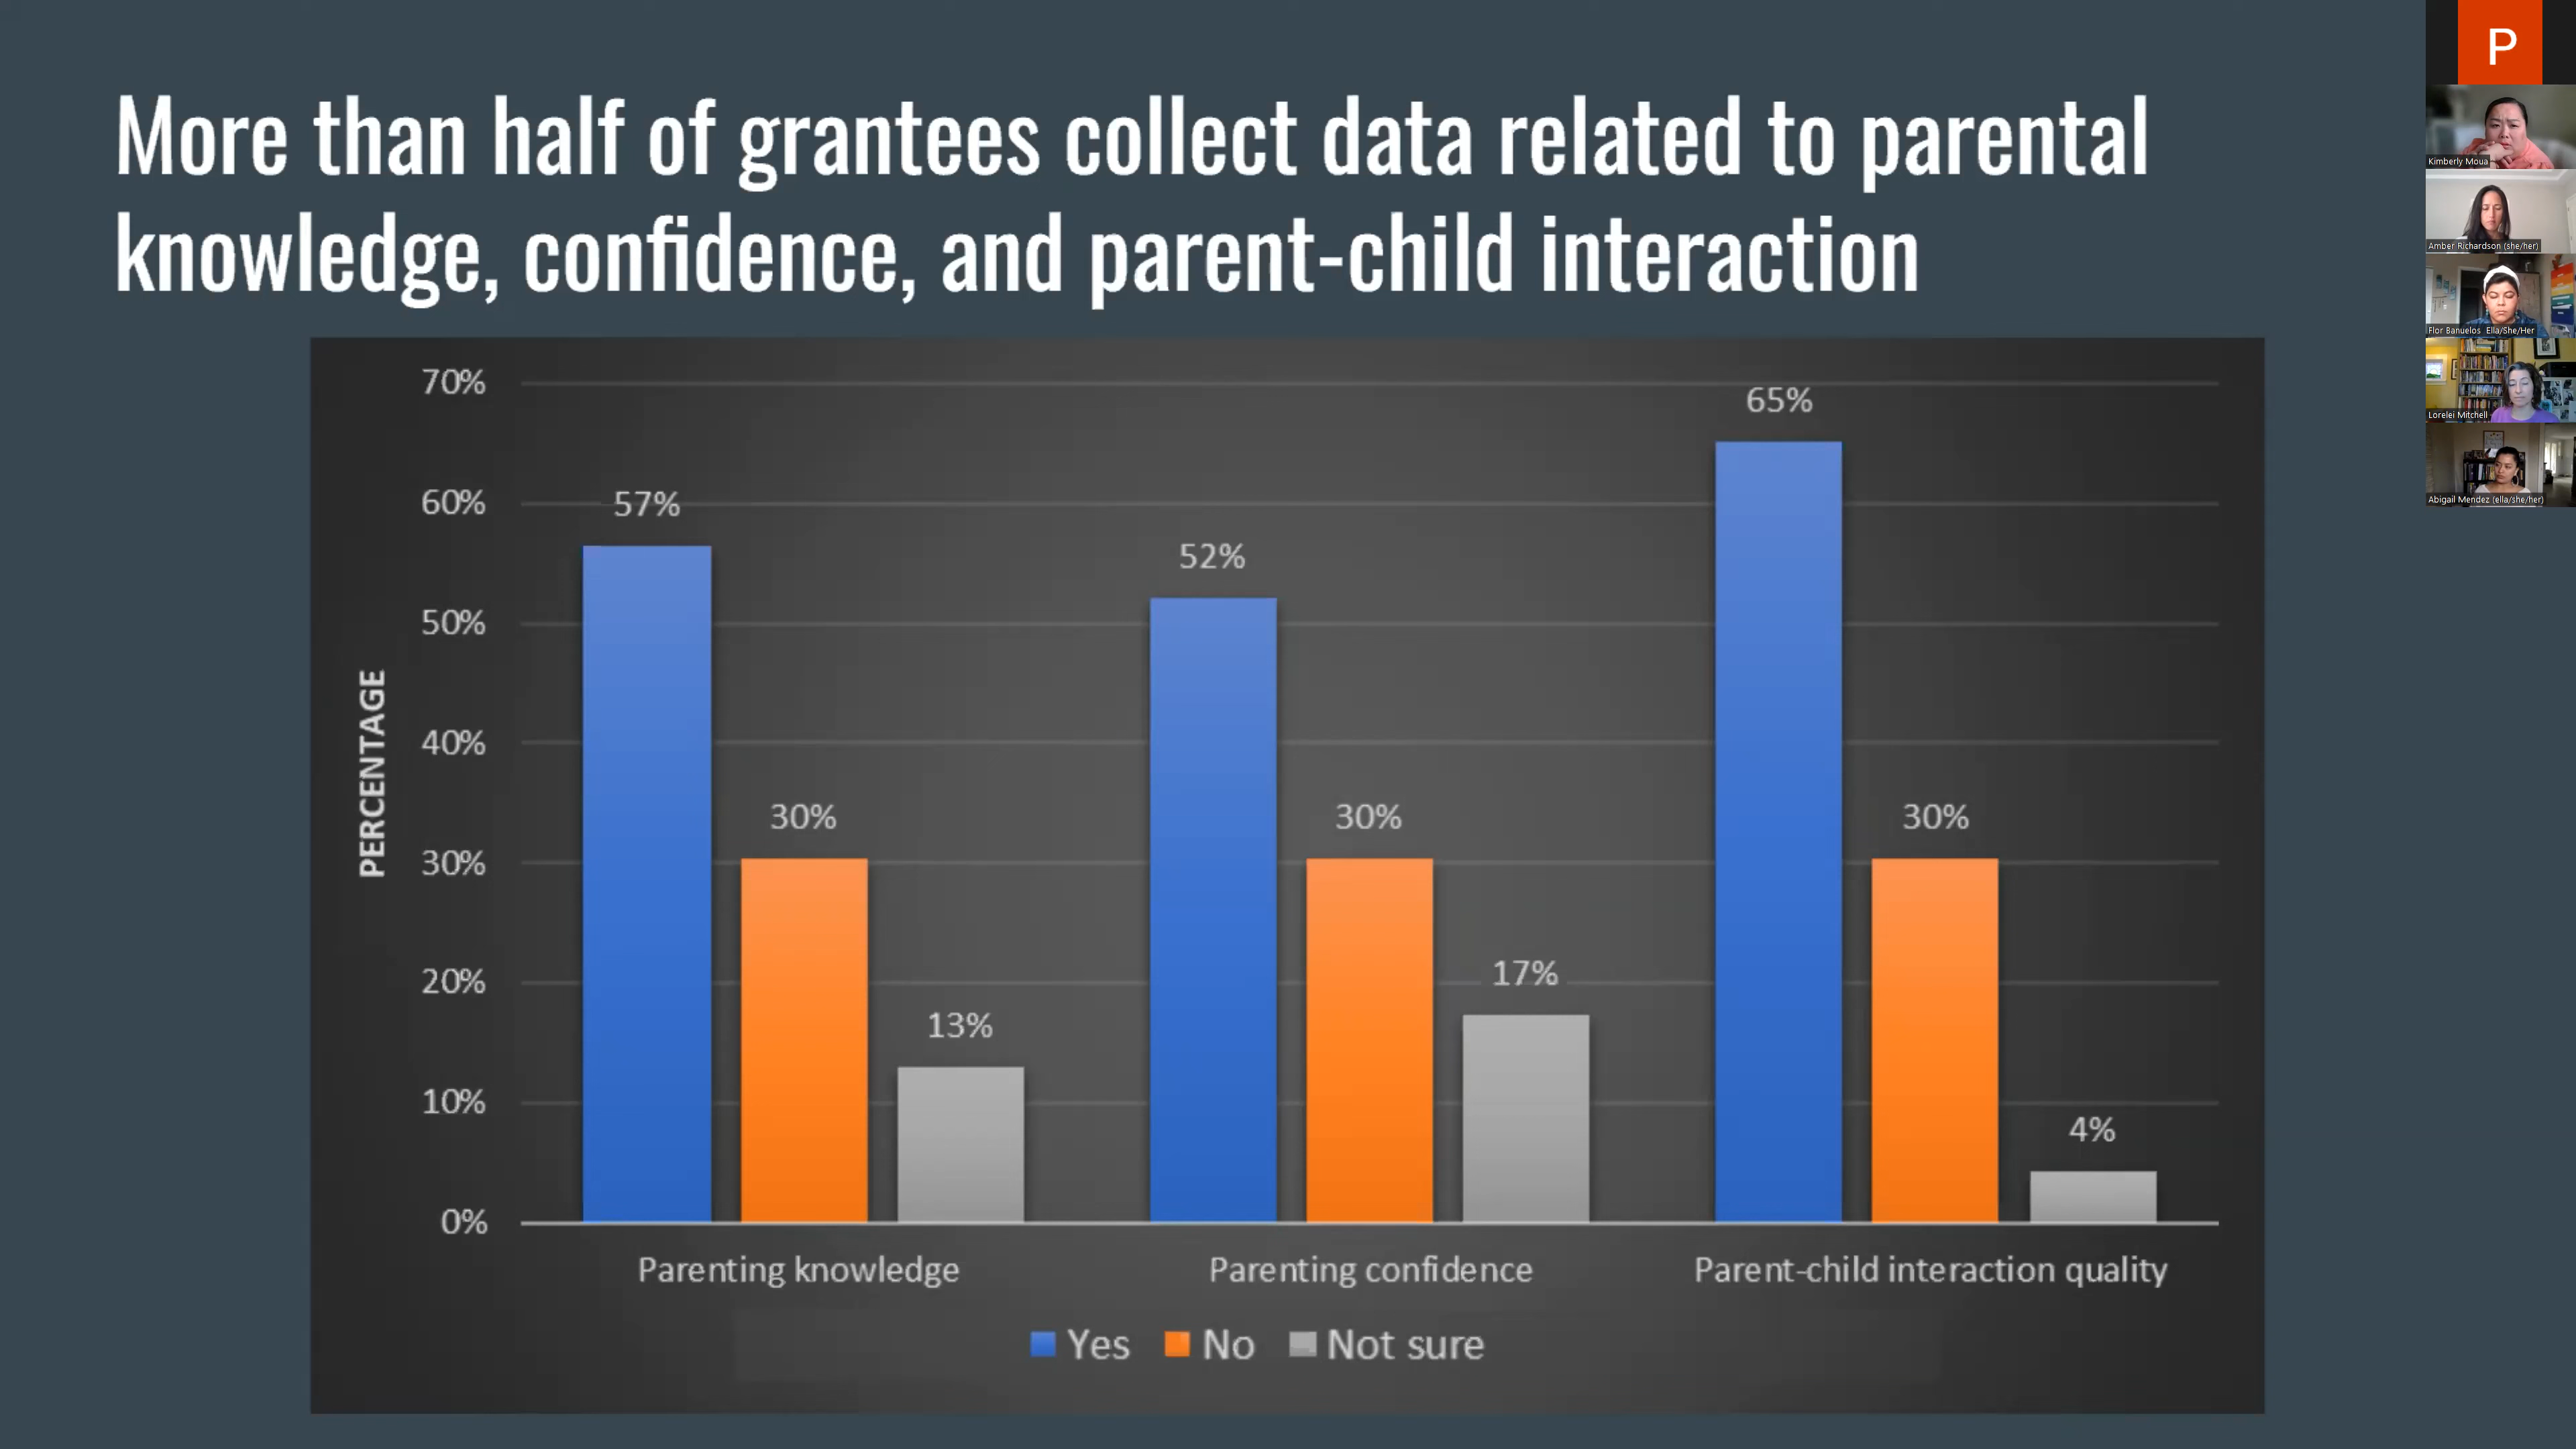 More than half of grantees collect data related to parental
knowledge, confidence, and parent-child interaction
70%
60%
50%
40%
30%
20%
10%
0%
PERCENTAGE
57%
30%
13%
52%
30%
17%
65%
30%
4%
Parenting knowledge
Parenting confidence
Parent-child interaction quality
Yes
No
Not sure
P
Kimberly Moua
Amber Richardson (she/her)
Flor Banuelos Ella/She/Her
Lorelei Mitchell
Abigail Mendez (ella/she/her)